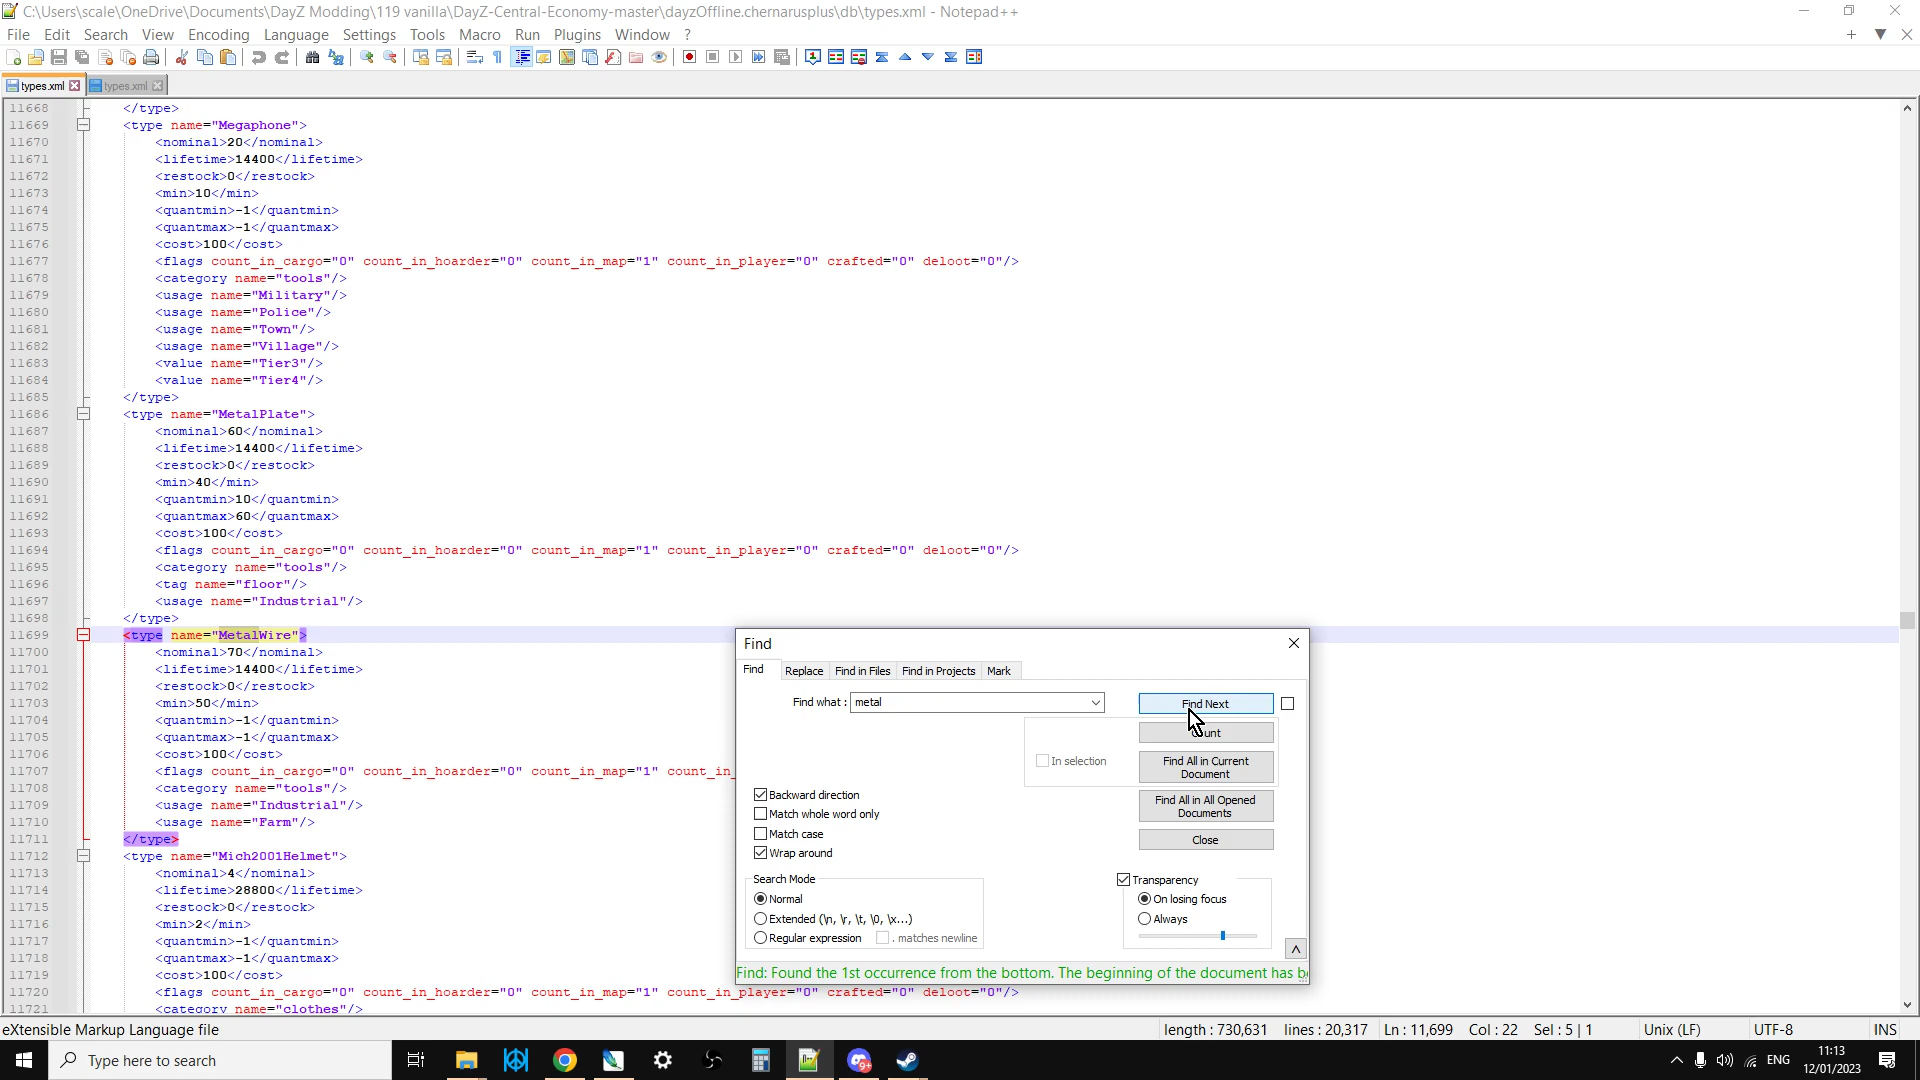 C:\Users\scale\OneDrive\Documents\DayZ Modding\119 vanilla\DayZ-Central-Economy-master\dayzOffline.chernarusplus\db\types.xml - Notepad++
File Edit Search View Encoding Language Settings Tools Macro Run Plugins Window ?
types.xml types.xml
11668 </type>
11669 <type name="Megaphone">
11670 <nominal>20</nominal>
11671 <lifetime>14400</lifetime>
11672 <restock>0</restock>
11673 <min>10</min>
11674 <quantmin>-1</quantmin>
11675 <quantmax>-1</quantmax>
11676 <cost>100</cost>
11677 <flags count_in_cargo="0" count_in_hoarder="0" count_in_map="1" count_in_player="0" crafted="0" deloot="0"/>
11678 <category name="tools"/>
11679 <usage name="Military"/>
11680 <usage name="Police"/>
11681 <usage name="Town"/>
11682 <usage name="Village"/>
11683 <value name="Tier3"/>
11684 <value name="Tier4"/>
11685 </type>
11686 <type name="MetalPlate">
11687 <nominal>60</nominal>
11688 <lifetime>14400</lifetime>
11689 <restock>0</restock>
11690 <min>40</min>
11691 <quantmin>10</quantmin>
11692 <quantmax>60</quantmax>
11693 <cost>100</cost>
11694 <flags count_in_cargo="0" count_in_hoarder="0" count_in_map="1" count_in_player="0" crafted="0" deloot="0"/>
11695 <category name="tools"/>
11696 <tag name="floor"/>
11697 <usage name="Industrial"/>
11698 </type>
11699 <type name="MetalWire">
11700 <nominal>70</nominal>
11701 <lifetime>14400</lifetime>
11702 <restock>0</restock>
11703 <min>50</min>
11704 <quantmin>-1</quantmin>
11705 <quantmax>-1</quantmax>
11706 <cost>100</cost>
11707 <flags count_in_cargo="0" count_in_hoarder="0" count_in_map="1" count_in
11708 <category name="tools"/>
11709 <usage name="Industrial"/>
11710 <usage name="Farm"/>
11711 </type>
11712 <type name="Mich2001Helmet">
11713 <nominal>4</nominal>
11714 <lifetime>28800</lifetime>
11715 <restock>0</restock>
11716 <min>2</min>
11717 <quantmin>-1</quantmin>
11718 <quantmax>-1</quantmax>
11719 <cost>100</cost>
11720 <flags count_in_cargo="0" count_in_hoarder="0" count_in_map="1" count_in_player="0" crafted="0" deloot="0"/>
11721 <category name="clothes"/>
Find
Find Replace Find in Files Find in Projects Mark
Find what : metal Find Next
In selection
Find All in Current
Document
Find All in All Opened
Documents
Close
Backward direction
Match whole word only
Match case
Wrap around
Search Mode
Normal
Extended (\n, \r, \t, \0, \x...)
Regular expression . matches newline
Transparency
On losing focus
Always
Find: Found the 1st occurrence from the bottom. The beginning of the document has
eXtensible Markup Language file length : 730,631 lines : 20,317 Ln : 11,699 Col : 22 Sel : 5 | 1 Unix (LF) UTF-8 INS
Type here to search
ENG
11:13
12/01/2023